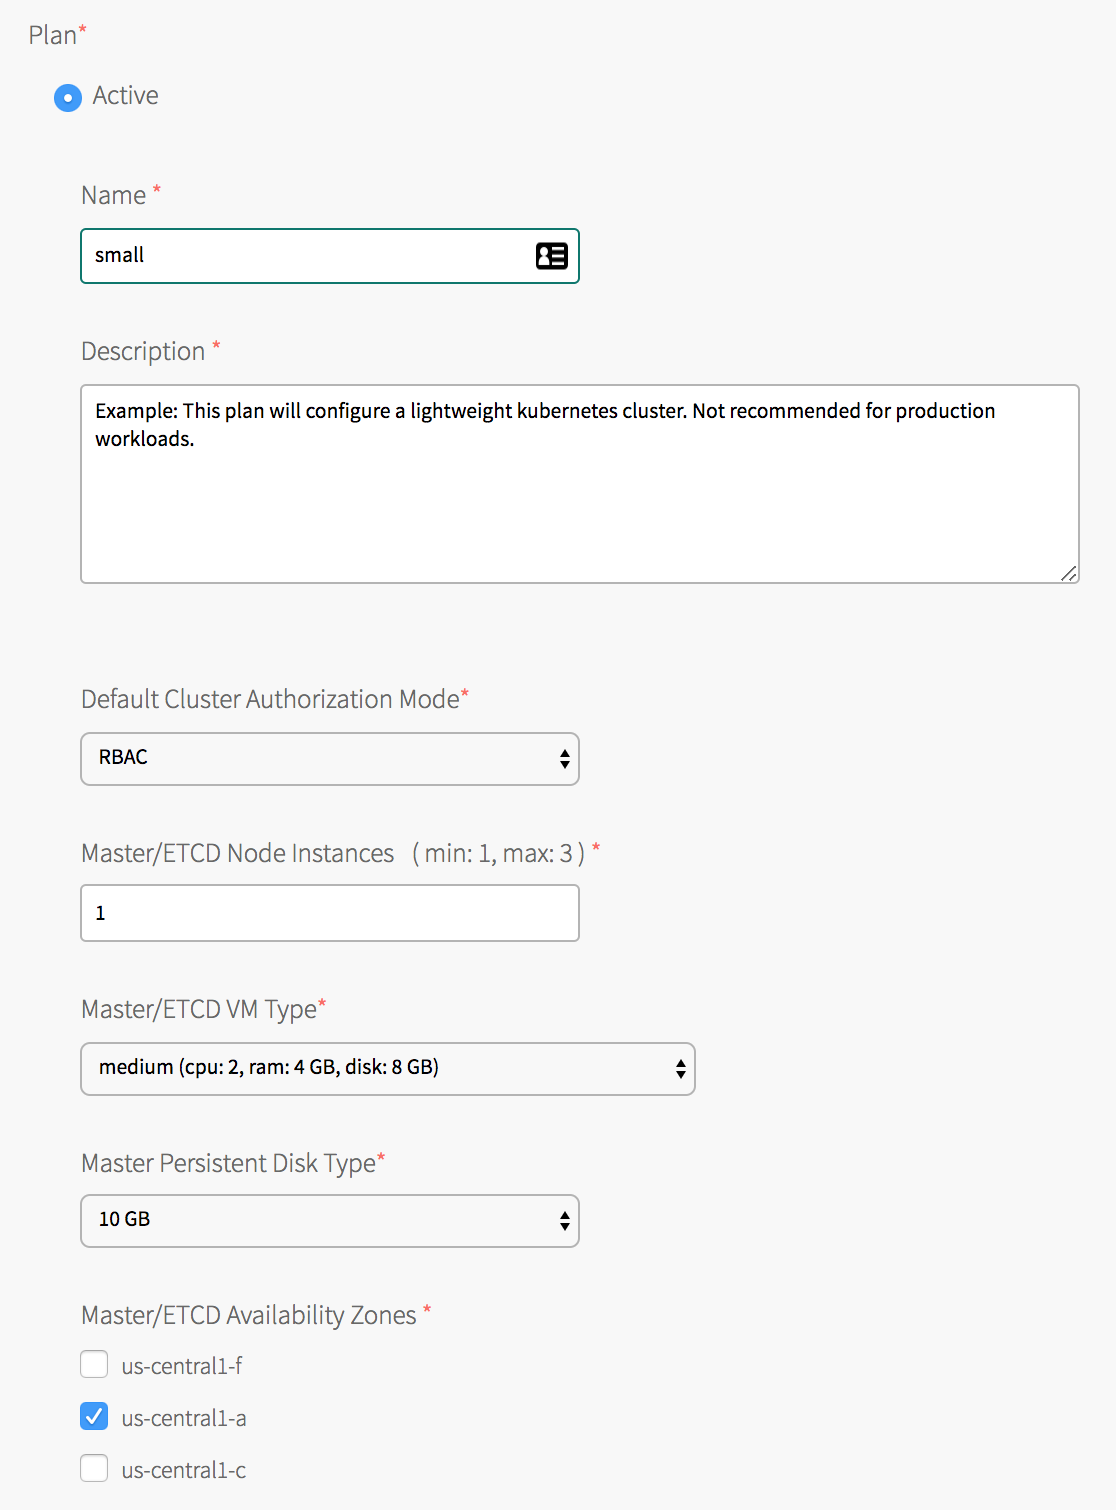 Plan*
Active
Name *
small
Description *
Example: This plan will configure a lightweight kubernetes cluster. Not recommended for production
workloads.
Default Cluster Authorization Mode*
RBAC
Master/ETCD Node Instances ( min: 1, max: 3 ) *
1
Master/ETCD VM Type*
medium (cpu: 2, ram: 4 GB, disk: 8 GB)
Master Persistent Disk Type*
10 GB
Master/ETCD Availability Zones *
us-central1-f
us-central1-a
us-central1-c